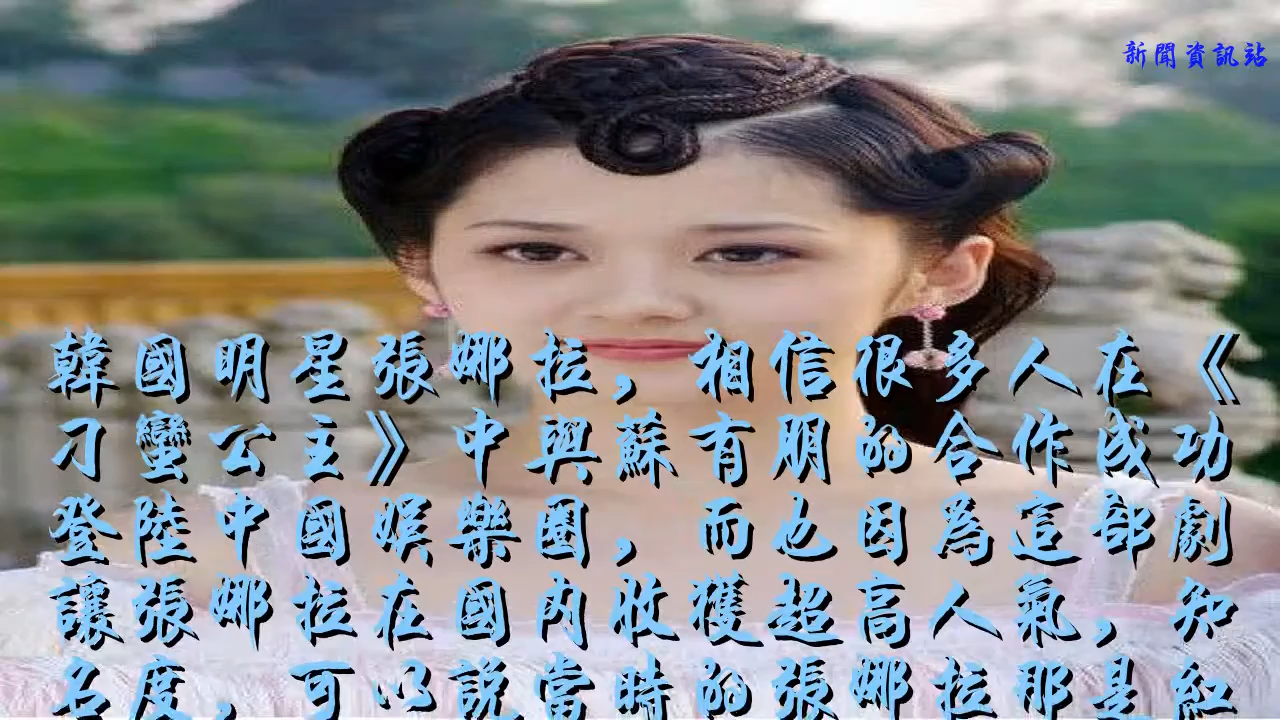 新聞資訊站
韓國明星張娜拉，相信很多人在《
刁蠻公主》中與蘇有朋的合作成功
登陸中國娛樂圈，而也因為這部劇
讓張娜拉在國內收獲超高人氣，知
名度，可以說當時的張娜拉那是紅